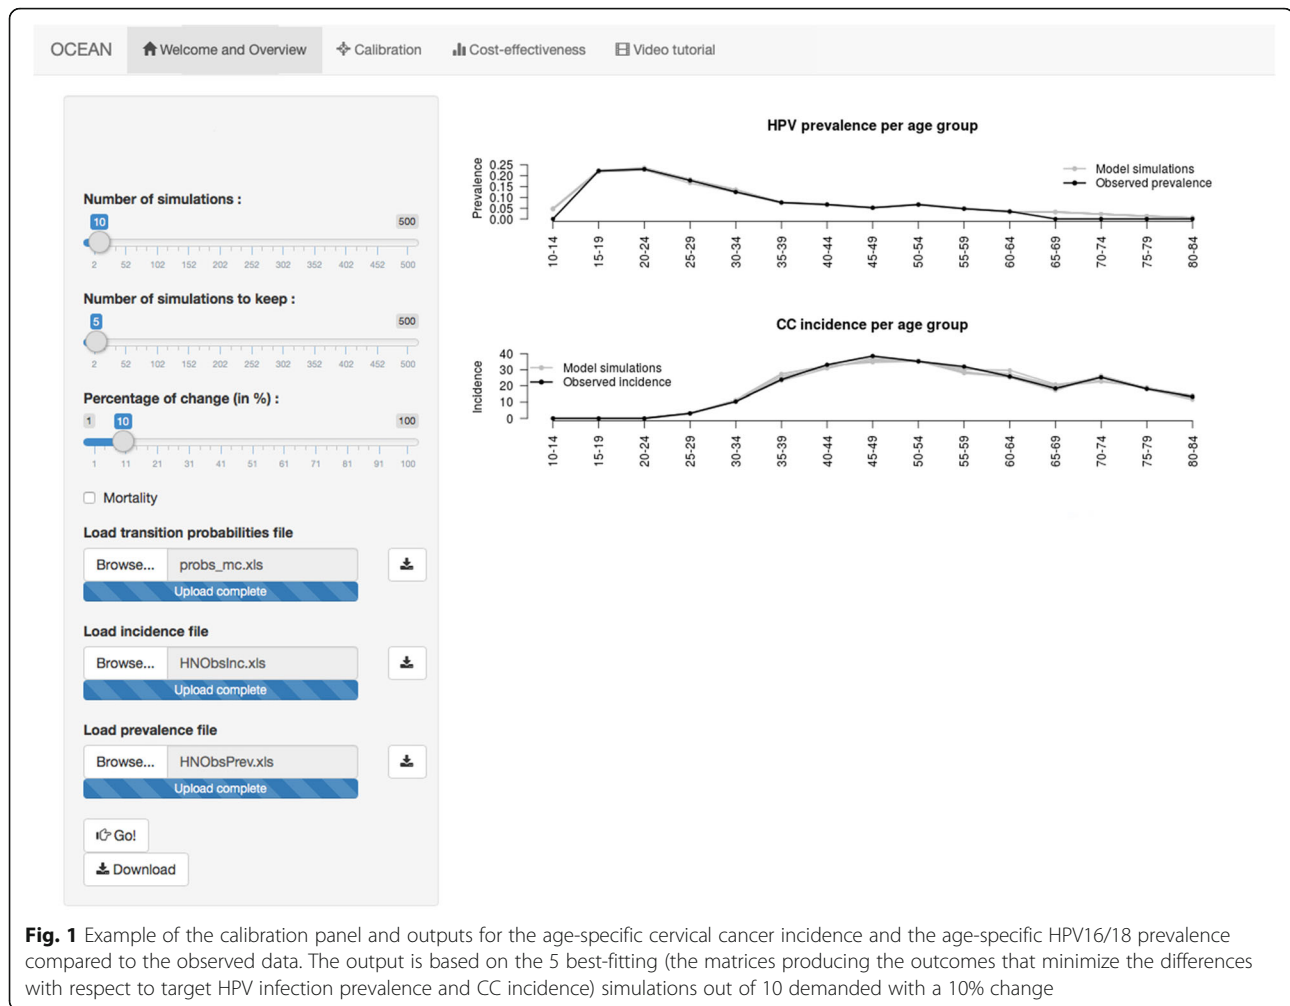 OCEAN Welcome and Overview Calibration Cost-effectiveness Video tutorial
Number of simulations :
10 500
2 52 102 152 202 252 302 352 402 452 500
Number of simulations to keep :
5 500
2 52 102 152 202 252 302 352 402 452 500
Percentage of change (in %) :
1 10 100
1 11 21 31 41 51 61 71 81 91 100
Mortality
Load transition probabilities file
Browse... probs_mc.xls
Upload complete
Load incidence file
Browse... HNObsInc.xls
Upload complete
Load prevalence file
Browse... HNObsPrev.xls
Upload complete
Go!
Download
HPV prevalence per age group
Prevalence
0.25
0.20
0.15
0.10
0.05
0.00
Model simulations
Observed prevalence
10-14 15-19 20-24 25-29 30-34 35-39 40-44 45-49 50-54 55-59 60-64 65-69 70-74 75-79 80-84
CC incidence per age group
Incidence
40
30
20
10
0
Model simulations
Observed incidence
10-14 15-19 20-24 25-29 30-34 35-39 40-44 45-49 50-54 55-59 60-64 65-69 70-74 75-79 80-84
Fig. 1 Example of the calibration panel and outputs for the age-specific cervical cancer incidence and the age-specific HPV16/18 prevalence
compared to the observed data. The output is based on the 5 best-fitting (the matrices producing the outcomes that minimize the differences
with respect to target HPV infection prevalence and CC incidence) simulations out of 10 demanded with a 10% change